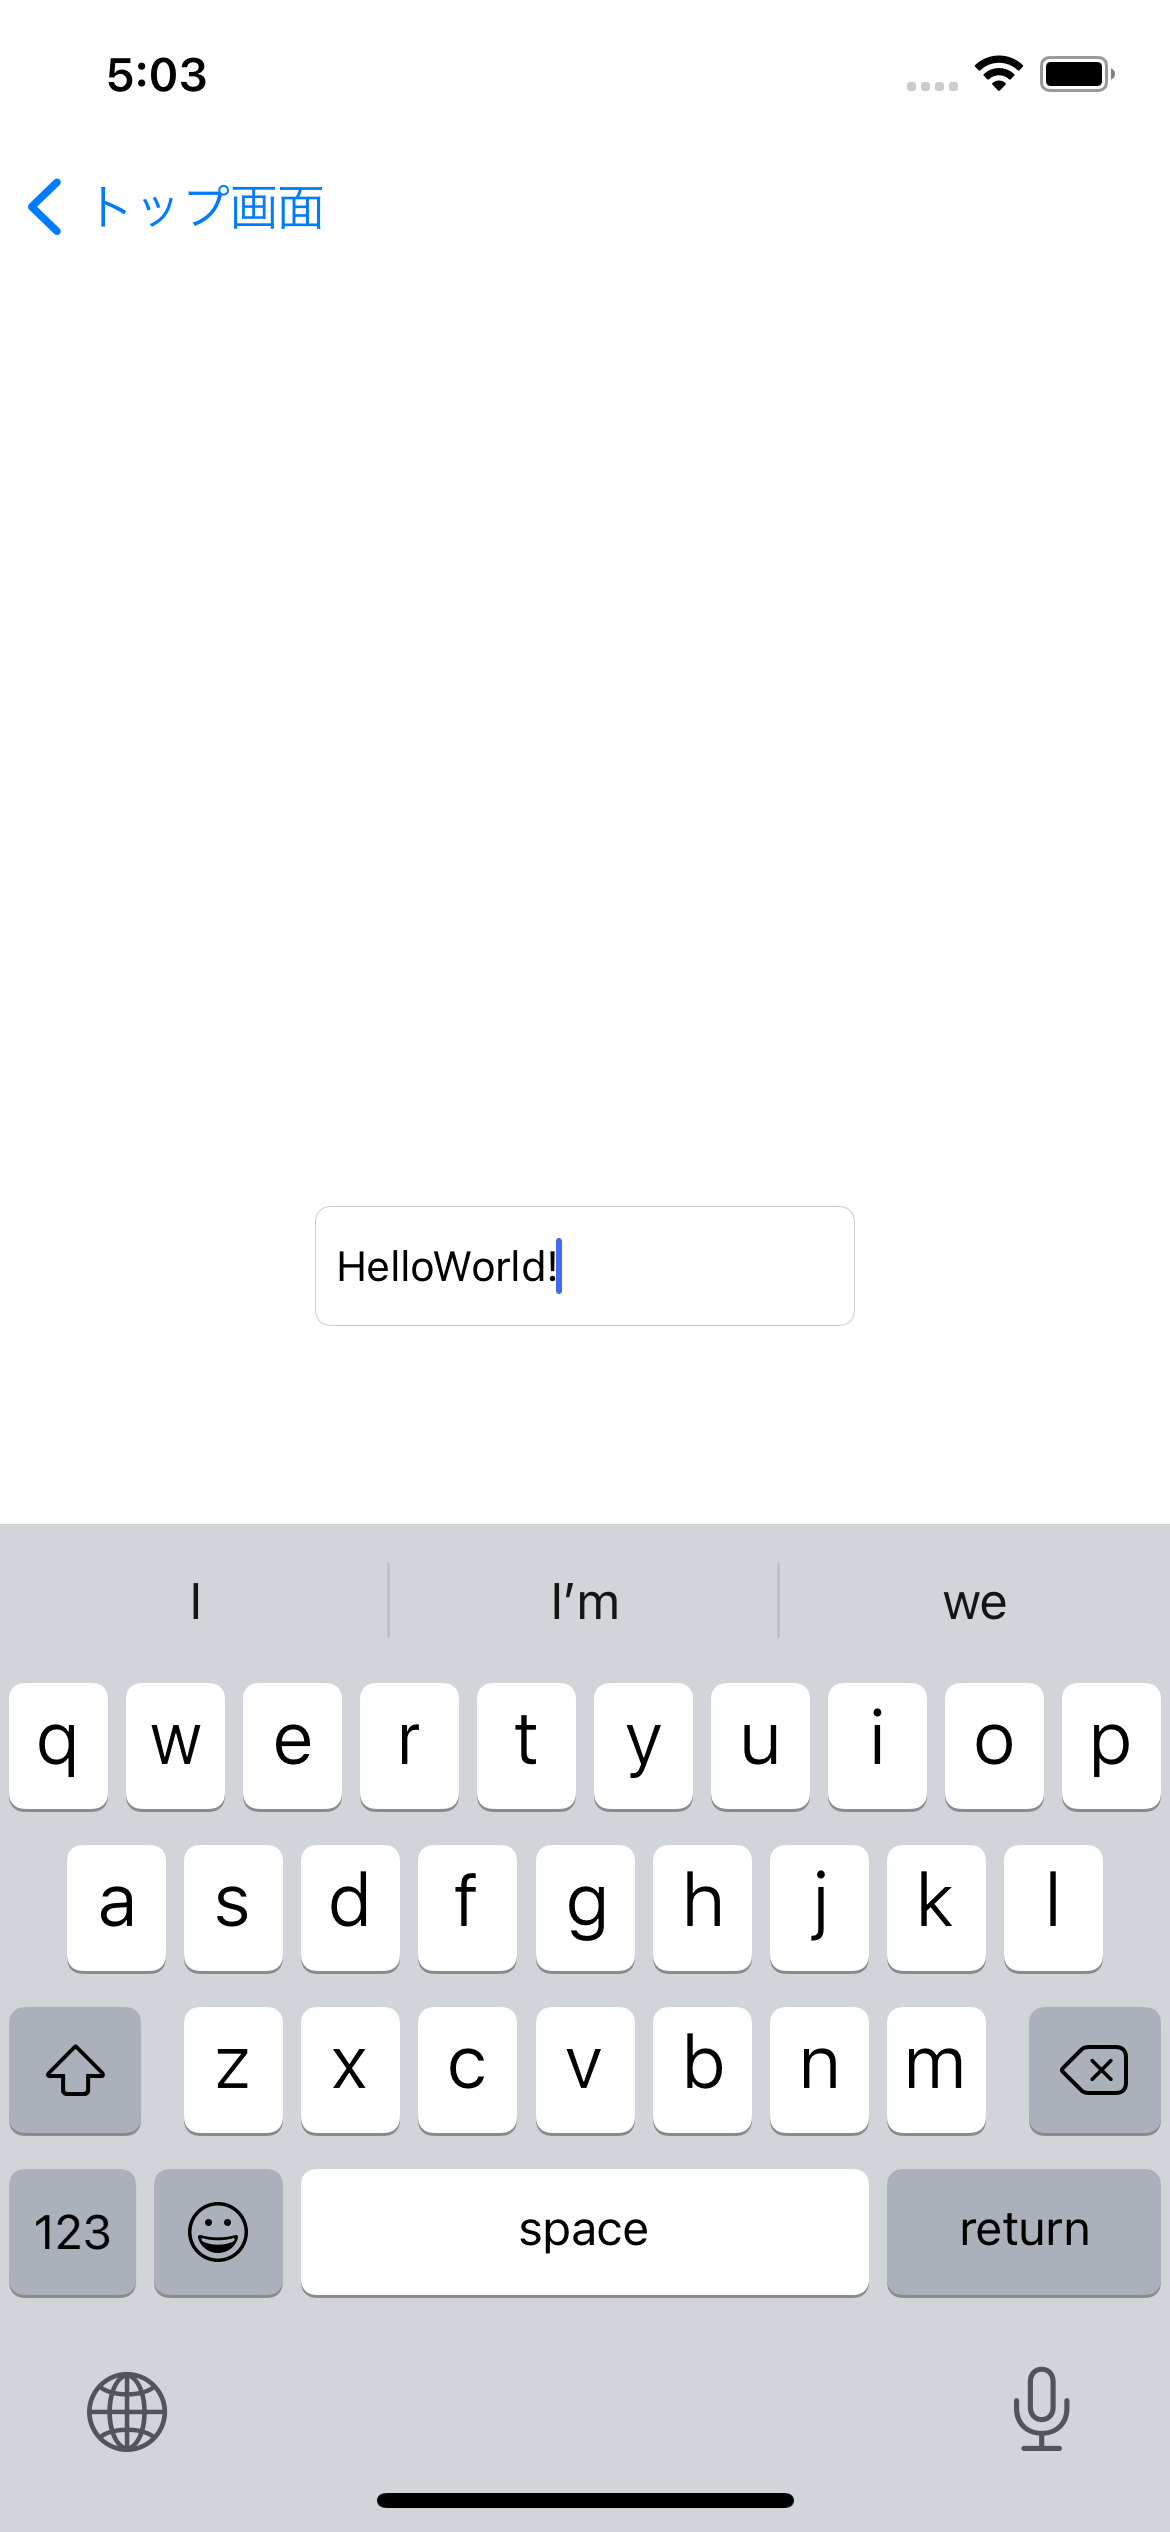 5:03
トップ画面
HelloWorld!
I I’m we
q w e r t y u i o p
a s d f g h j k l
z x c v b n m
123 space return